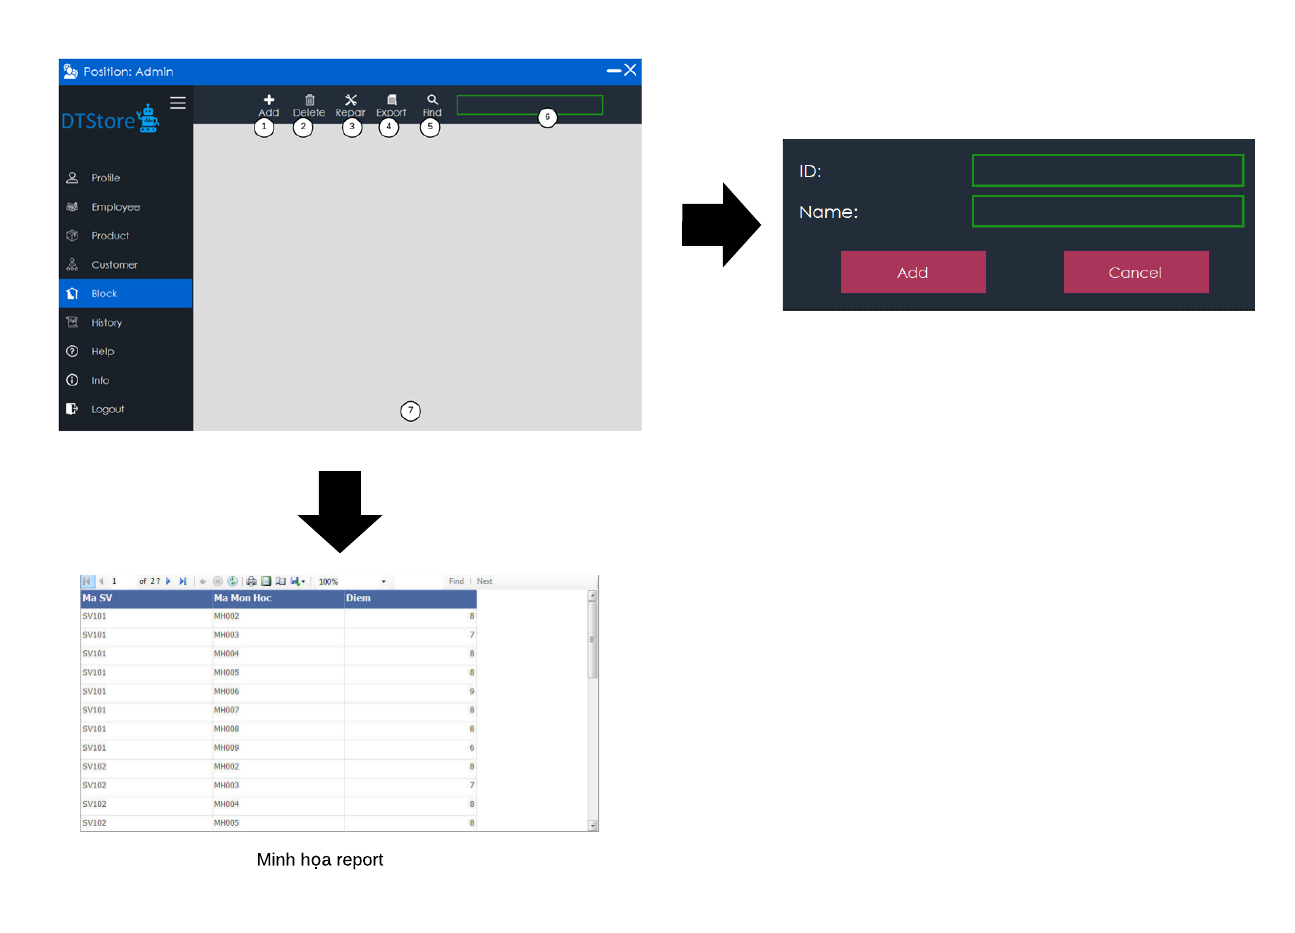 Position: Admin
DTStore
Add Delete Repair Export Find
1 2 3 4 5 6
Profile
Employee
Product
Customer
Block
History
Help
Info
Logout
7
ID:
Name:
Add Cancel
1 of 2 ? 100% Find | Next
Ma SV Ma Mon Hoc Diem
SV101 MH002 8
SV101 MH003 7
SV101 MH004 8
SV101 MH005 8
SV101 MH006 9
SV101 MH007 8
SV101 MH008 8
SV101 MH009 6
SV102 MH002 8
SV102 MH003 7
SV102 MH004 8
SV102 MH005 8
Minh họa report